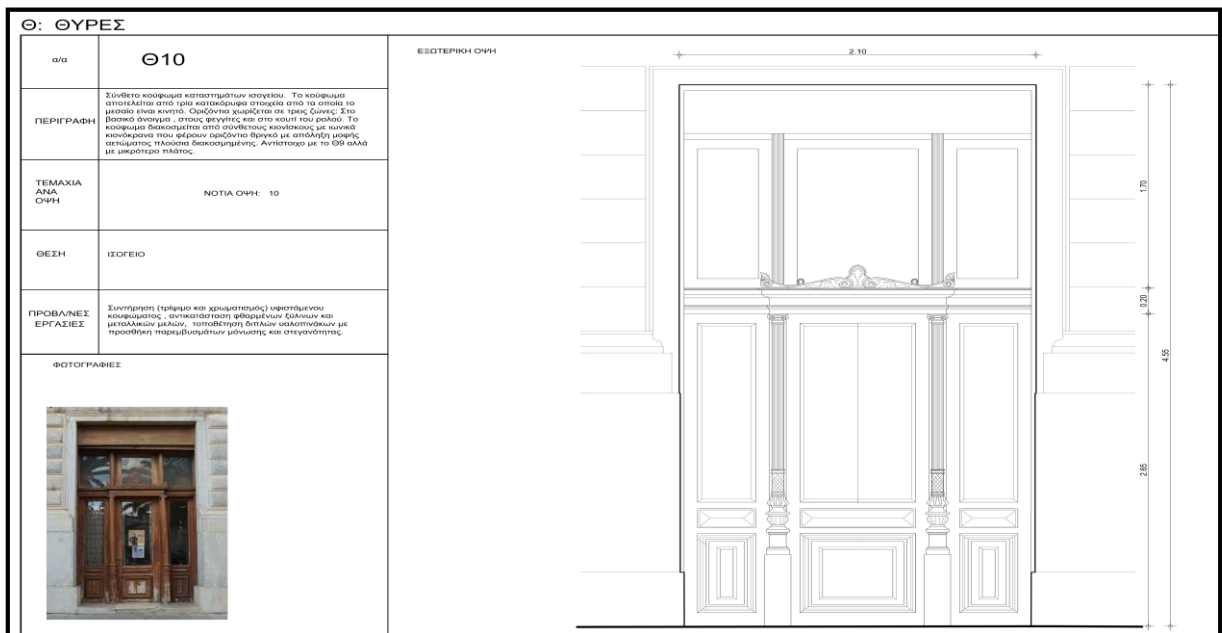 Θ: ΘΥΡΕΣ
α/α
Θ10
ΠΕΡΙΓΡΑΦΗ
Σύνθετο κούφωμα καταστημάτων ισογείου. Το κούφωμα
αποτελείται από τρία κατακόρυφα στοιχεία από τα οποία το
μεσαίο είναι κινητό. Οριζόντια χωρίζεται σε τρεις ζώνες: Στο
βασικό άνοιγμα , στους φεγγίτες και στο κουτί του ρολού. Το
κούφωμα διακοσμείται από σύνθετους κιονίσκους με ιωνικά
κιονόκρανα που φέρουν οριζόντιο θριγκό με απόληξη μοφής
αετώματος πλούσια διακοσμημένης. Αντίστοιχο με το Θ9 αλλά
με μικρότερο πλάτος.
ΤΕΜΑΧΙΑ
ΑΝΑ
ΟΨΗ
ΝΟΤΙΑ ΟΨΗ: 10
ΘΕΣΗ
ΙΣΟΓΕΙΟ
ΠΡΟΒΛ/ΝΕΣ
ΕΡΓΑΣΙΕΣ
Συντήρηση (τρίψιμο και χρωματισμός) υφιστάμενου
κουφώματος , αντικατάσταση φθαρμένων ξύλινων και
μεταλλικών μελών, τοποθέτηση διπλών υαλοπινάκων με
προσθήκη παρεμβυσμάτων μόνωσης και στεγανότητας.
ΦΩΤΟΓΡΑΦΙΕΣ
ΕΞΩΤΕΡΙΚΗ ΟΨΗ
2.10
1.70
0.20
4.55
2.65